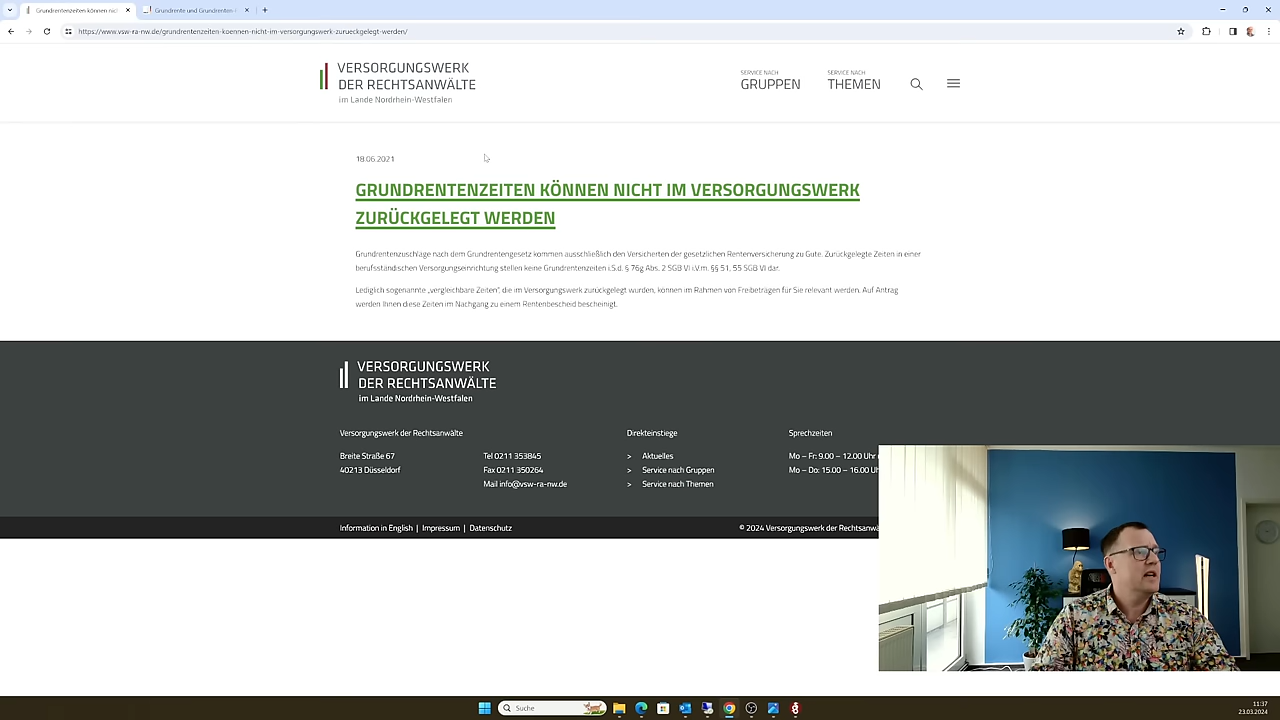 Grundrentenzeiten können nich
Grundrente und Grundrenten-
https://www.vsw-ra-nw.de/grundrentenzeiten-koennen-nicht-im-versorgungswerk-zurueckgelegt-werden/
VERSORGUNGSWERK
DER RECHTSANWÄLTE
im Lande Nordrhein-Westfalen
SERVICE NACH
GRUPPEN
SERVICE NACH
THEMEN
18.06.2021
GRUNDRENTENZEITEN KÖNNEN NICHT IM VERSORGUNGSWERK
ZURÜCKGELEGT WERDEN
Grundrentenzuschläge nach dem Grundrentengesetz kommen ausschließlich den Versicherten der gesetzlichen Rentenversicherung zu Gute. Zurückgelegte Zeiten in einer
berufsständischen Versorgungseinrichtung stellen keine Grundrentenzeiten i.S.d. § 76g Abs. 2 SGB VI i.V.m. §§ 51, 55 SGB VI dar.
Lediglich sogenannte „vergleichbare Zeiten", die im Versorgungswerk zurückgelegt wurden, können im Rahmen von Freibeträgen für Sie relevant werden. Auf Antrag
werden Ihnen diese Zeiten im Nachgang zu einem Rentenbescheid bescheinigt.
VERSORGUNGSWERK
DER RECHTSANWÄLTE
im Lande Nordrhein-Westfalen
Versorgungswerk der Rechtsanwälte
Direkteinstiege
Sprechzeiten
Breite Straße 67
Tel 0211 353845
> Aktuelles
Mo – Fr: 9.00 – 12.00 Uhr
40213 Düsseldorf
Fax 0211 350264
> Service nach Gruppen
Mo – Do: 15.00 – 16.00 Uh
Mail info@vsw-ra-nw.de
> Service nach Themen
Information in English | Impressum | Datenschutz
© 2024 Versorgungswerk der Rechtsanwä
Suche
11:37
23.03.2024